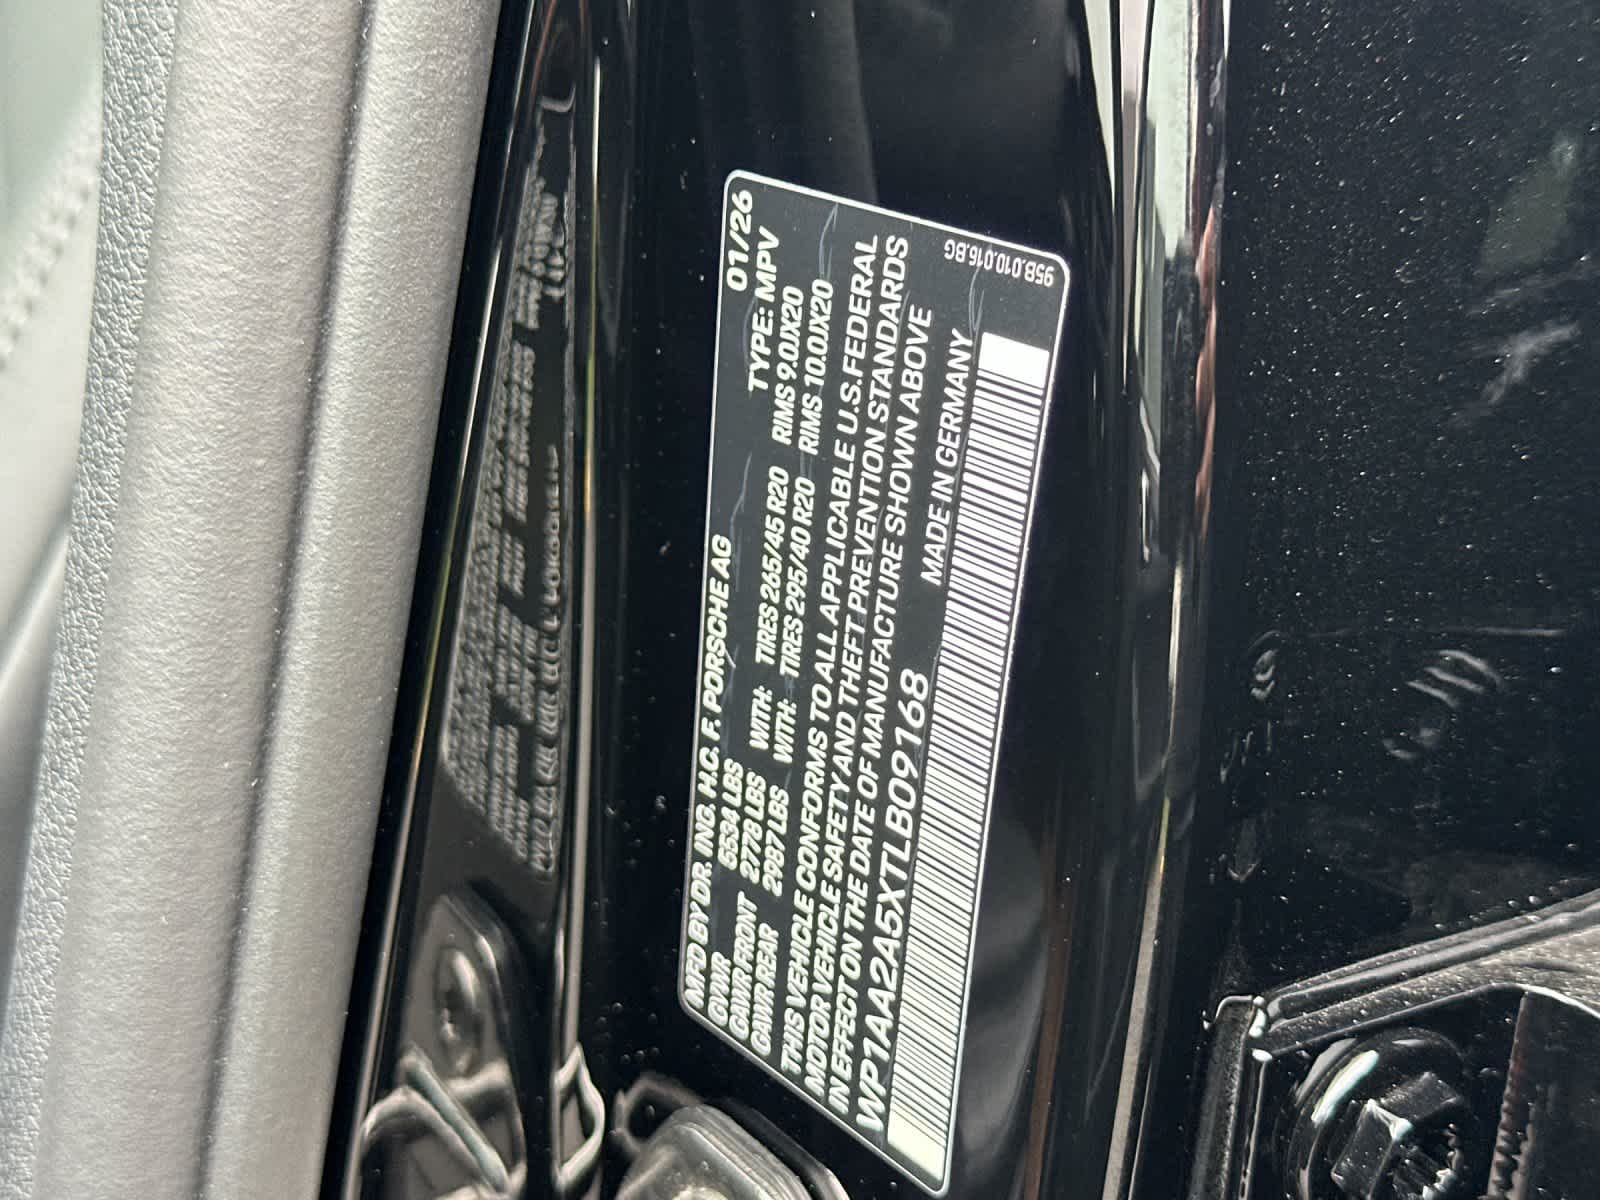 MFD BY DR. ING. H.C. F. PORSCHE AG 01/26
GVWR 6534 LBS TYPE: MPV
GAWR FRONT 2778 LBS WITH: TIRES 265/45 R20 RIMS 9.0JX20
GAWR REAR 2987 LBS WITH: TIRES 295/40 R20 RIMS 10.0JX20
THIS VEHICLE CONFORMS TO ALL APPLICABLE U.S.FEDERAL
MOTOR VEHICLE SAFETY AND THEFT PREVENTION STANDARDS
IN EFFECT ON THE DATE OF MANUFACTURE SHOWN ABOVE
WP1AA2A5XTLB09168 MADE IN GERMANY
95B.010.016.BG